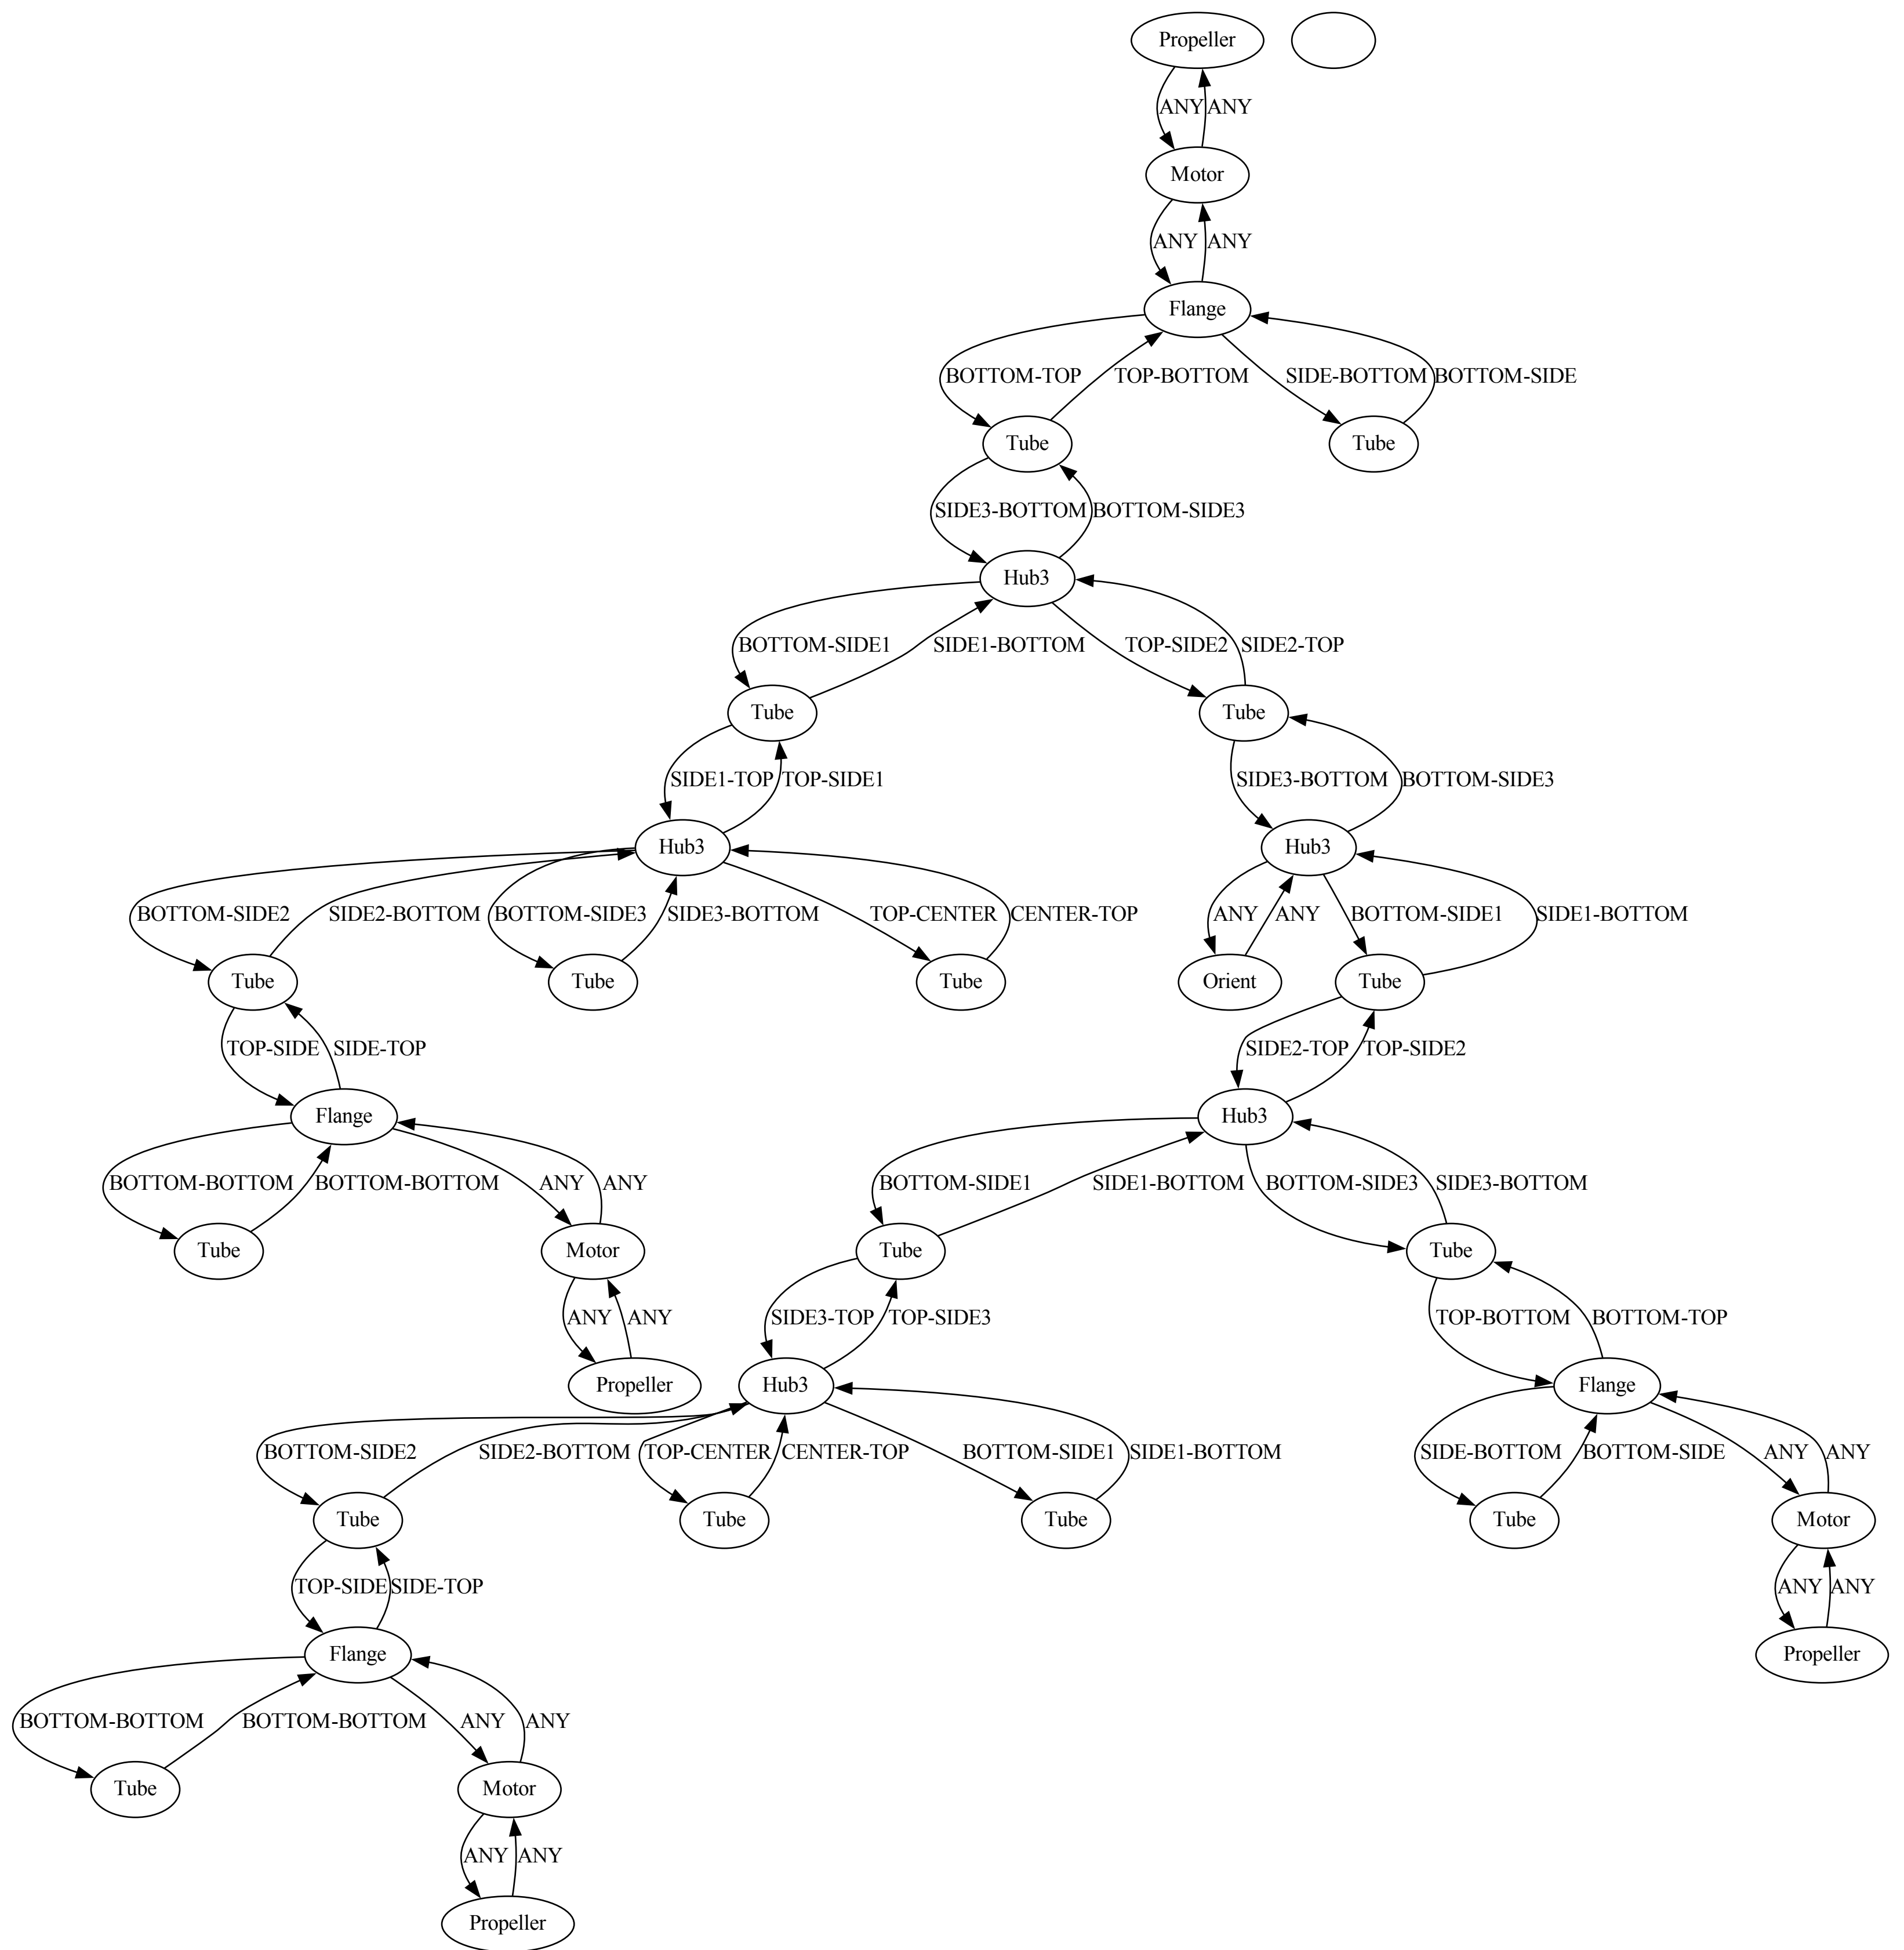 Propeller
ANY ANY
Motor
ANY ANY
Flange
BOTTOM-TOP TOP-BOTTOM SIDE-BOTTOM BOTTOM-SIDE
Tube Tube
SIDE3-BOTTOM BOTTOM-SIDE3
Hub3
BOTTOM-SIDE1 SIDE1-BOTTOM TOP-SIDE2 SIDE2-TOP
Tube Tube
SIDE1-TOP TOP-SIDE1 SIDE3-BOTTOM BOTTOM-SIDE3
Hub3 Hub3
BOTTOM-SIDE2 SIDE2-BOTTOM BOTTOM-SIDE3 SIDE3-BOTTOM TOP-CENTER CENTER-TOP ANY ANY BOTTOM-SIDE1 SIDE1-BOTTOM
Tube Tube Tube Orient Tube
TOP-SIDE SIDE-TOP SIDE2-TOP TOP-SIDE2
Flange Hub3
BOTTOM-BOTTOM BOTTOM-BOTTOM ANY ANY BOTTOM-SIDE1 SIDE1-BOTTOM BOTTOM-SIDE3 SIDE3-BOTTOM
Tube Motor Tube Tube
ANY ANY SIDE3-TOP TOP-SIDE3 TOP-BOTTOM BOTTOM-TOP
Propeller Hub3 Flange
BOTTOM-SIDE2 SIDE2-BOTTOM TOP-CENTER CENTER-TOP BOTTOM-SIDE1 SIDE1-BOTTOM SIDE-BOTTOM BOTTOM-SIDE ANY ANY
Tube Tube Tube Tube Motor
TOP-SIDE SIDE-TOP ANY ANY
Flange Propeller
BOTTOM-BOTTOM BOTTOM-BOTTOM ANY ANY
Tube Motor
ANY ANY
Propeller